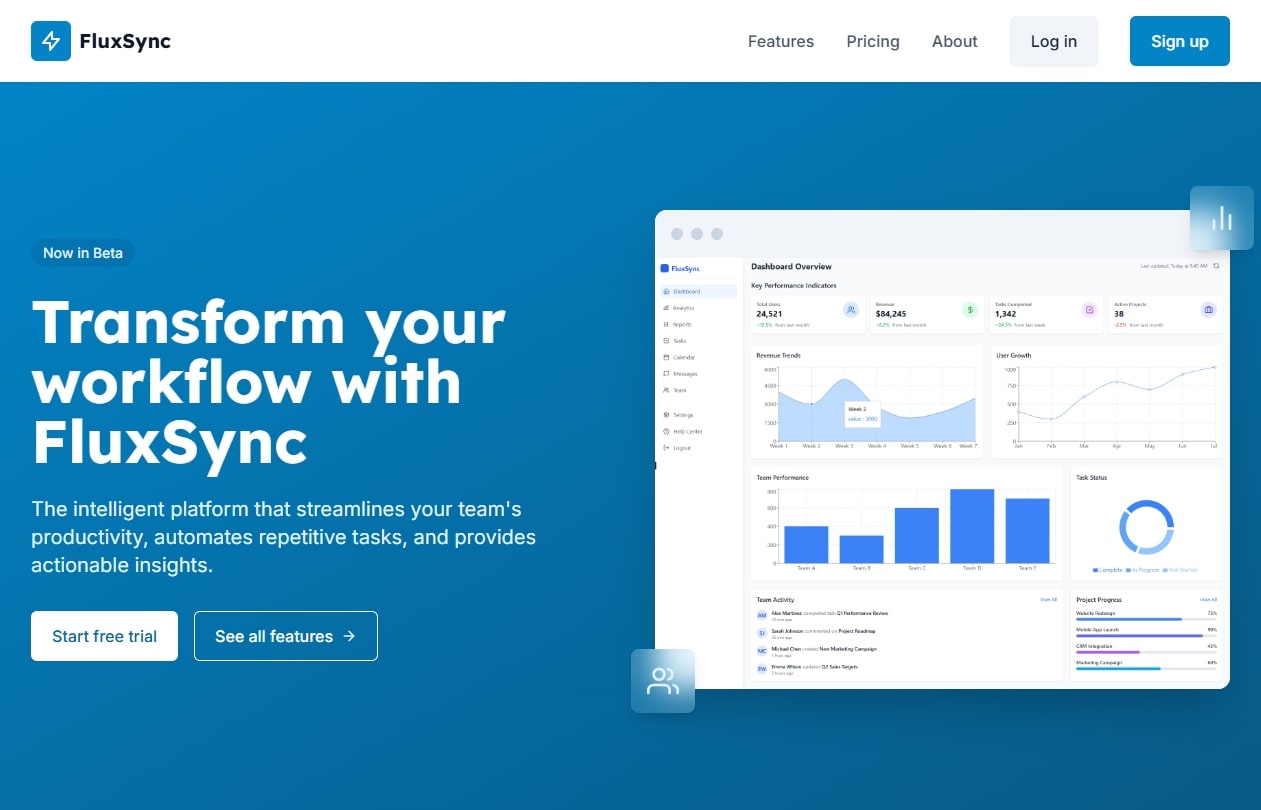 FluxSync
Features
Pricing
About
Log in
Sign up
Now in Beta
Transform your
workflow with
FluxSync
The intelligent platform that streamlines your team's
productivity, automates repetitive tasks, and provides
actionable insights.
Start free trial
See all features →
FluxSync
Dashboard
Analytics
Reports
Tasks
Calendar
Messages
Team
Settings
Help Center
Logout
Dashboard Overview
Last updated: Today at 9:45 AM
Key Performance Indicators
Total Users
24,521
+12.5% from last month
Revenue
$84,245
+8.2% from last month
Tasks Completed
1,342
+24.3% from last week
Active Projects
38
-2.5% from last month
Revenue Trends
6000
4500
3000
1500
0
Week 1 Week 2 Week 3 Week 4 Week 5 Week 6 Week 7
Week 2
value : 3000
User Growth
1000
750
500
250
0
Jan Feb Mar Apr May Jun Jul
Team Performance
800
600
400
200
0
Team A Team B Team C Team D Team E
Task Status
Complete In Progress Not Started
Team Activity
View All
AM
Alex Martinez completed task Q1 Performance Review
10 min ago
SJ
Sarah Johnson commented on Project Roadmap
25 min ago
MC
Michael Chen created New Marketing Campaign
1 hour ago
EW
Emma Wilson updated Q2 Sales Targets
3 hours ago
Project Progress
View All
Website Redesign 75%
Mobile App Launch 90%
CRM Integration 45%
Marketing Campaign 60%